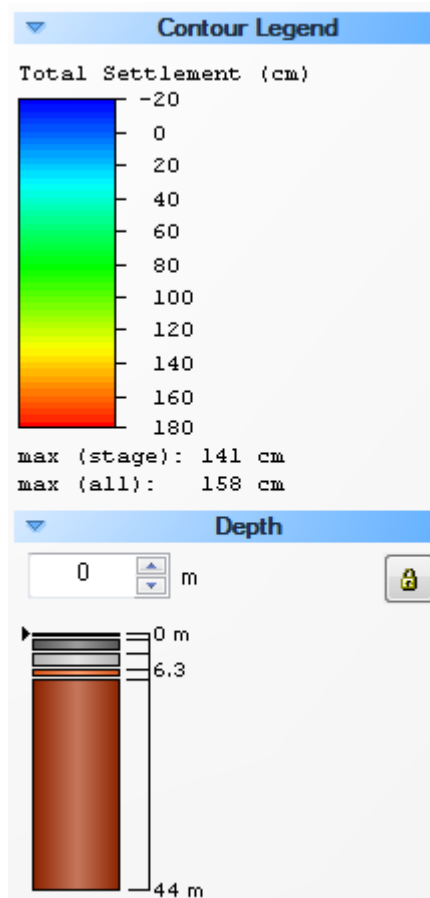 Contour Legend
Total Settlement (cm)
-20
0
20
40
60
80
100
120
140
160
180
max (stage): 141 cm
max (all): 158 cm
Depth
0 m
0 m
6.3
44 m